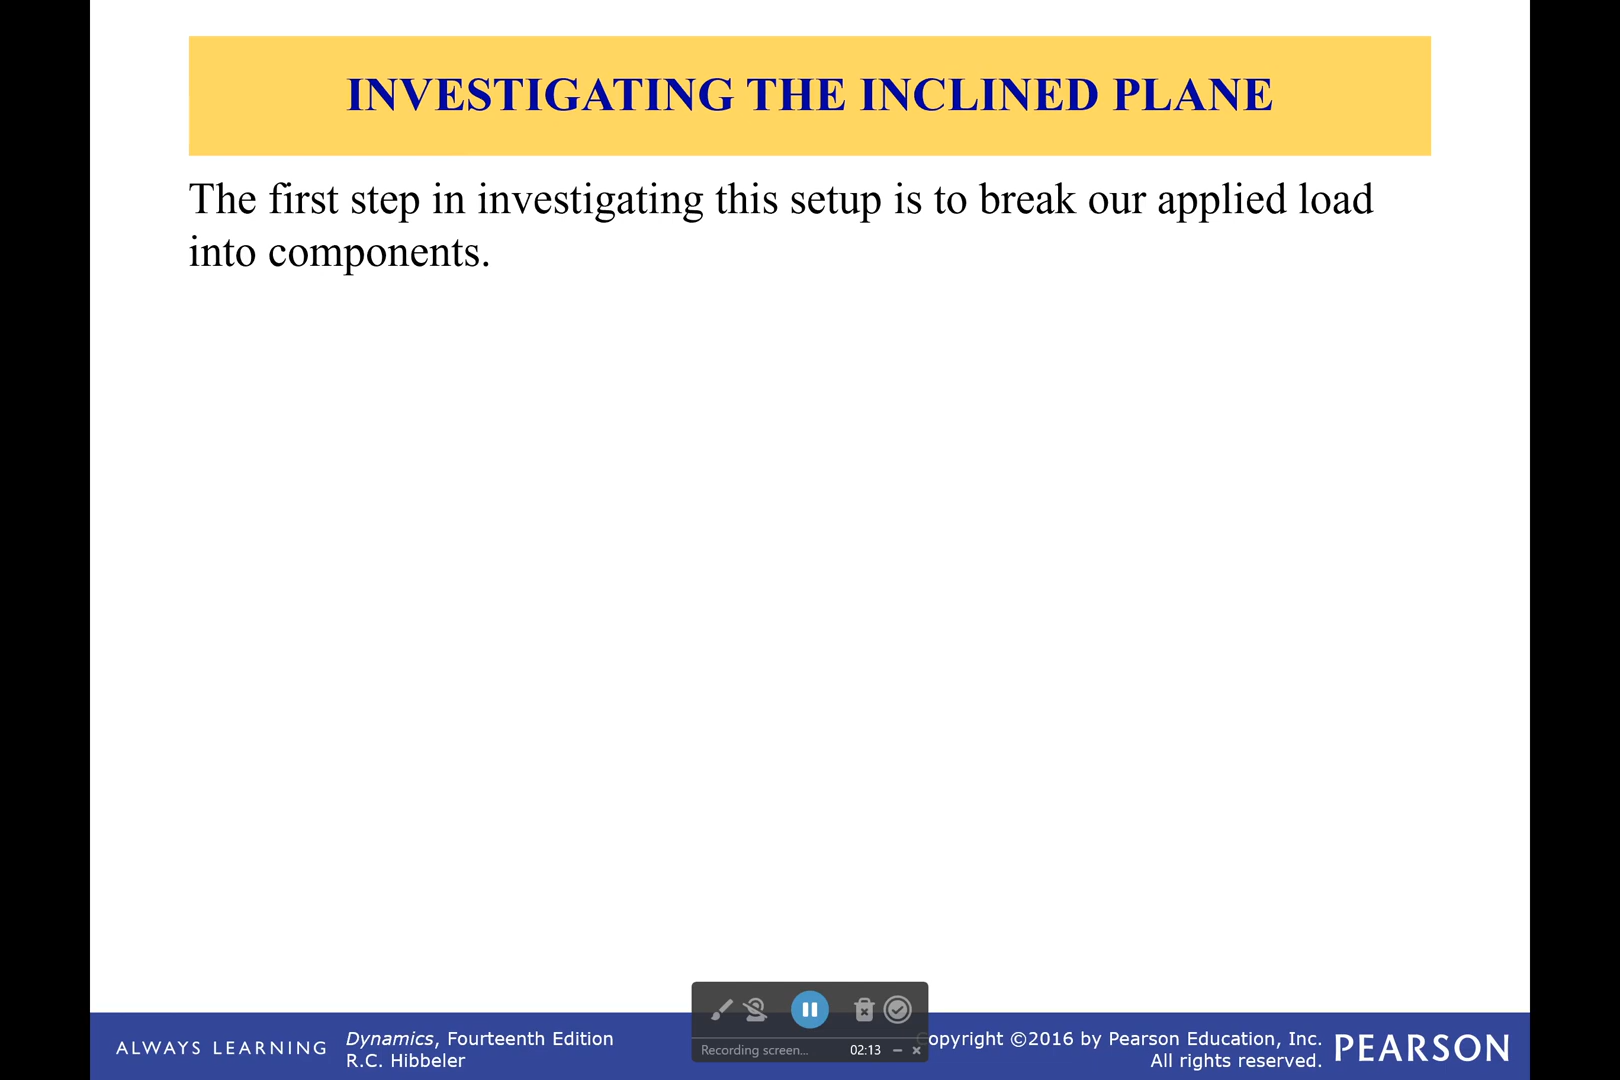 INVESTIGATING THE INCLINED PLANE
The first step in investigating this setup is to break our applied load
into components.
ALWAYS LEARNING
Dynamics, Fourteenth Edition
R.C. Hibbeler
Recording screen...
02:13
opyright ©2016 by Pearson Education, Inc.
All rights reserved.
PEARSON